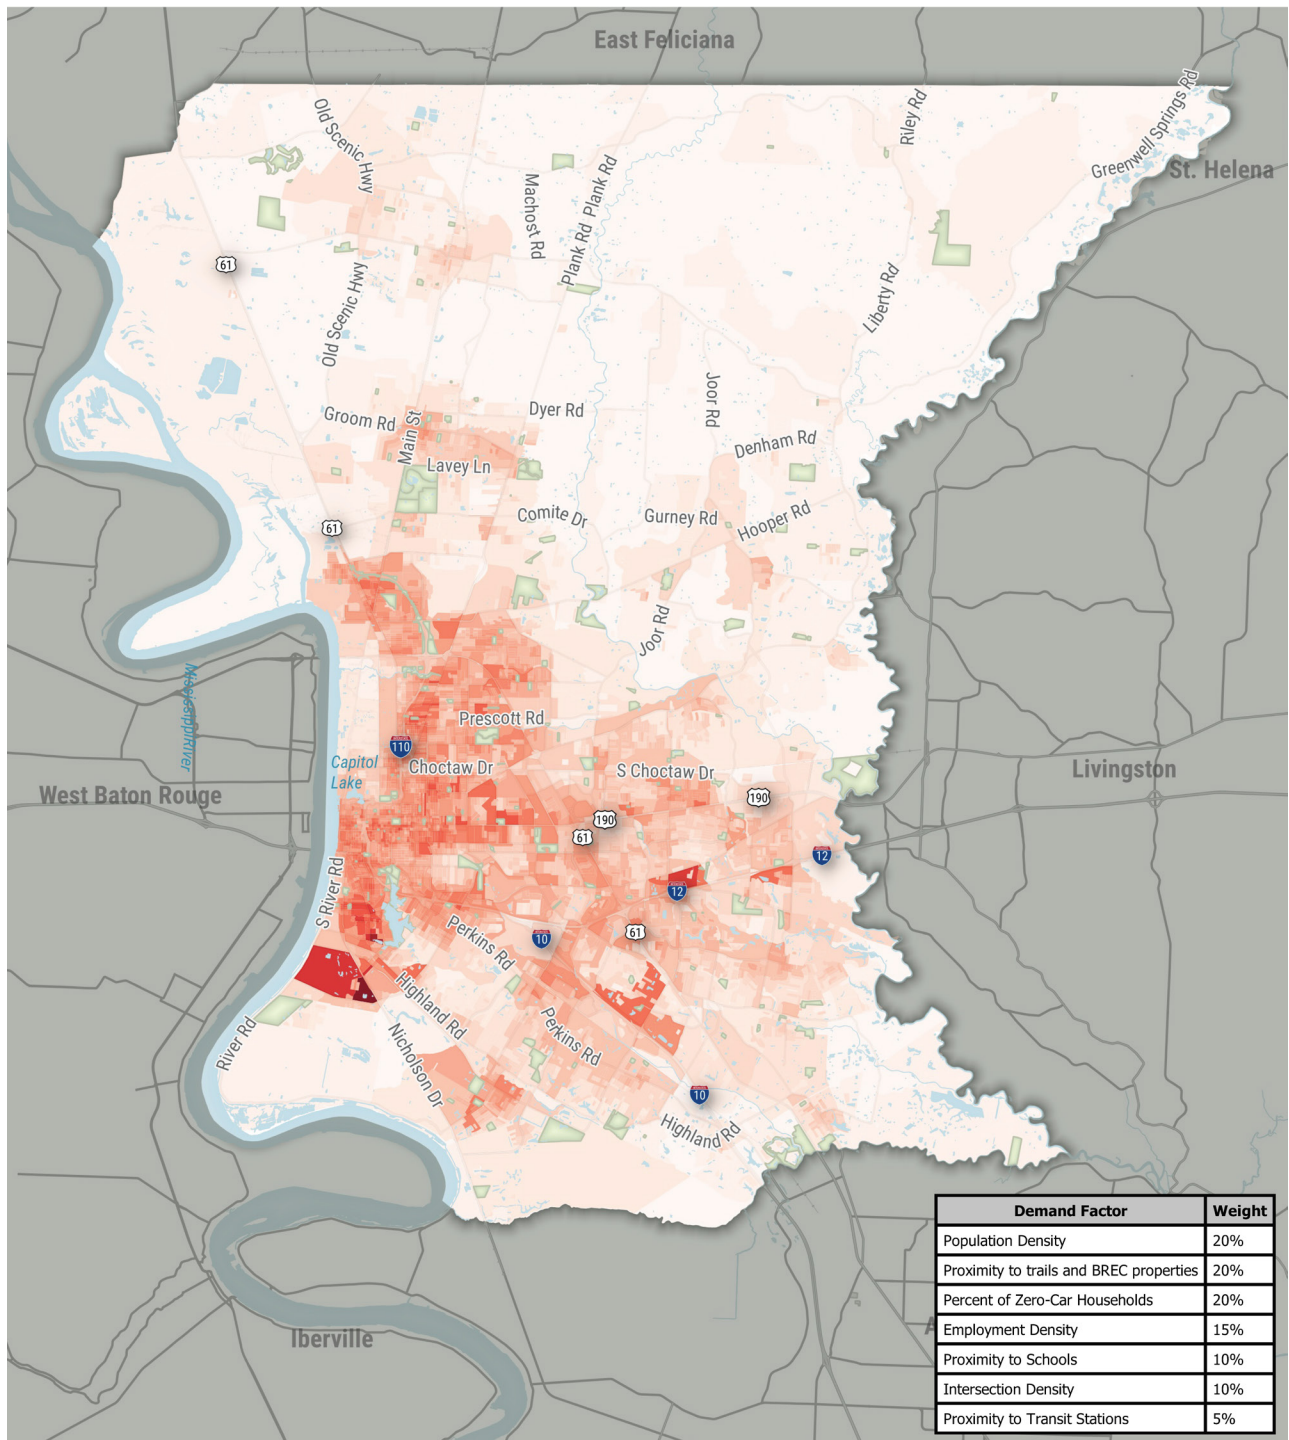 East Feliciana
Old Scenic Hwy
Riley Rd
Greenwell Springs Rd
St. Helena
Machost Rd
Plank Rd
Plank Rd
61
Old Scenic Hwy
Liberty Rd
Joor Rd
Groom Rd
Main St
Dyer Rd
Denham Rd
Lavey Ln
61
Comite Dr
Gurney Rd
Hooper Rd
Joor Rd
MississippiRiver
Prescott Rd
110
Capitol
Lake
Choctaw Dr
S Choctaw Dr
Livingston
West Baton Rouge
190
190
61
12
S River Rd
12
Perkins Rd
10
61
Highland Rd
River Rd
Nicholson Dr
Perkins Rd
10
Highland Rd
Iberville
A
Demand Factor Weight
Population Density 20%
Proximity to trails and BREC properties 20%
Percent of Zero-Car Households 20%
Employment Density 15%
Proximity to Schools 10%
Intersection Density 10%
Proximity to Transit Stations 5%